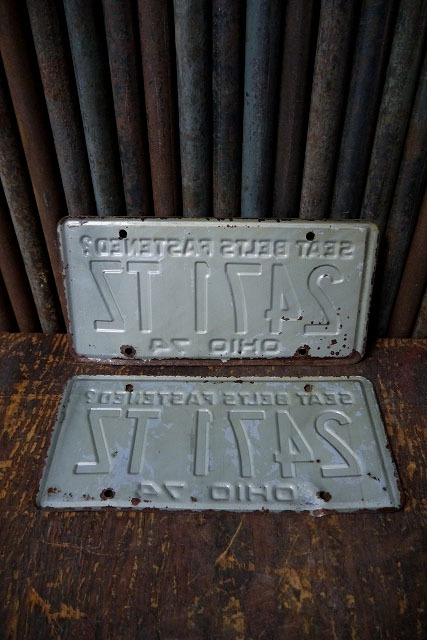 SEAT BELTS FASTENED?
2471 TZ
OHIO 74
SEAT BELTS FASTENED?
2471 TZ
OHIO 74